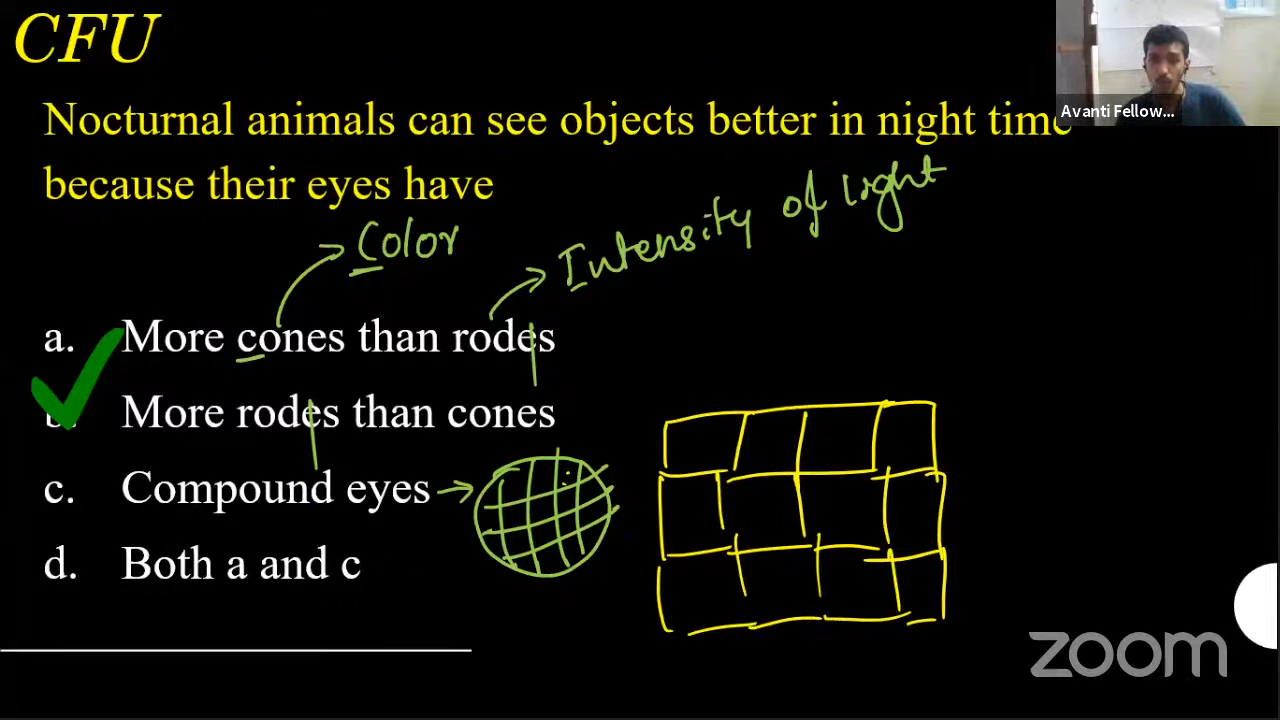 CFU
Avanti Fellow...
Nocturnal animals can see objects better in night time
because their eyes have
Color
Intensity of light
a. More cones than rodes
b. More rodes than cones
c. Compound eyes
d. Both a and c
zoom